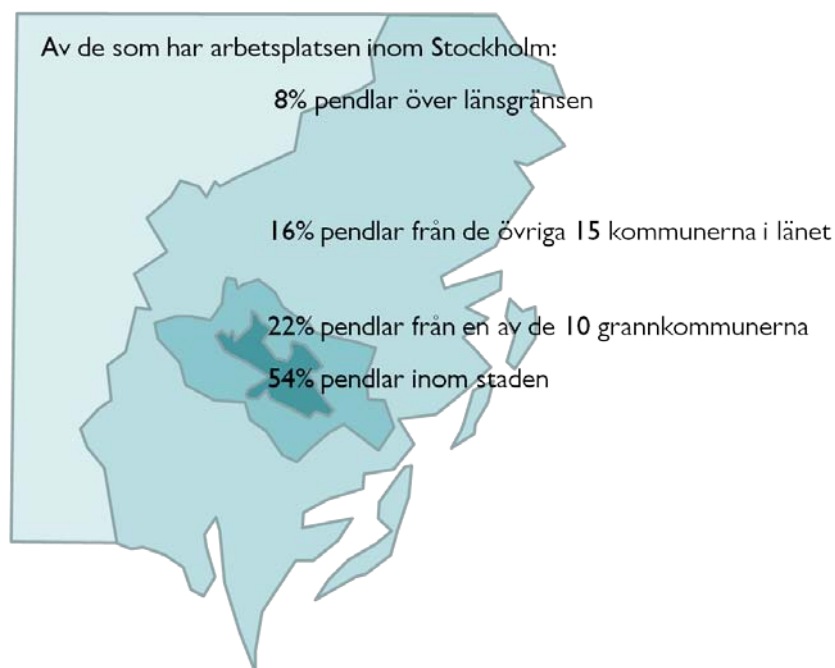 Av de som har arbetsplatsen inom Stockholm:
8% pendlar över länsgränsen
16% pendlar från de övriga 15 kommunerna i länet
22% pendlar från en av de 10 grannkommunerna
54% pendlar inom staden